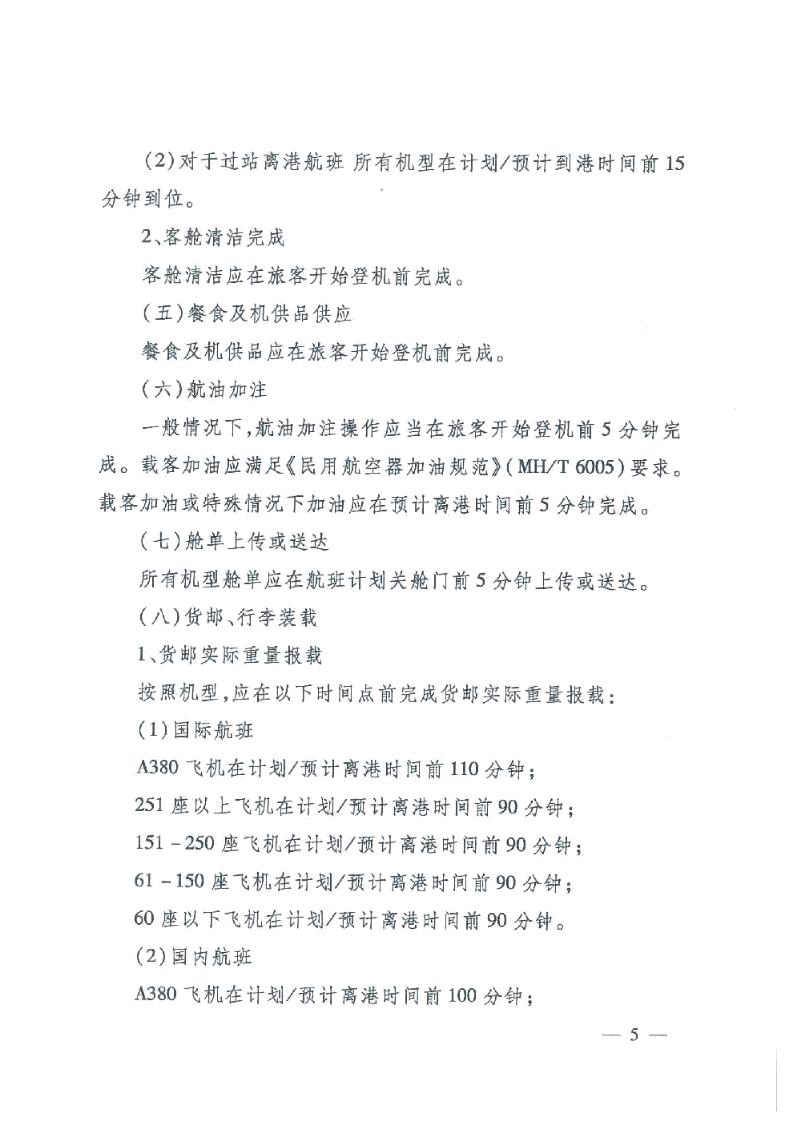 (2)对于过站离港航班 所有机型在计划/预计到港时间前15
分钟到位。
2、客舱清洁完成
客舱清洁应在旅客开始登机前完成。
(五)餐食及机供品供应
餐食及机供品应在旅客开始登机前完成。
(六)航油加注
一般情况下,航油加注操作应当在旅客开始登机前5分钟完
成。载客加油应满足《民用航空器加油规范》(MH/T 6005)要求。
载客加油或特殊情况下加油应在预计离港时间前5分钟完成。
(七)舱单上传或送达
所有机型舱单应在航班计划关舱门前5分钟上传或送达。
(八)货邮、行李装载
1、货邮实际重量报载
按照机型,应在以下时间点前完成货邮实际重量报载:
(1)国际航班
A380飞机在计划/预计离港时间前110分钟;
251座以上飞机在计划/预计离港时间前90分钟;
151-250座飞机在计划/预计离港时间前90分钟;
61-150座飞机在计划/预计离港时间前90分钟;
60座以下飞机在计划/预计离港时间前90分钟。
(2)国内航班
A380飞机在计划/预计离港时间前100分钟;
— 5 —